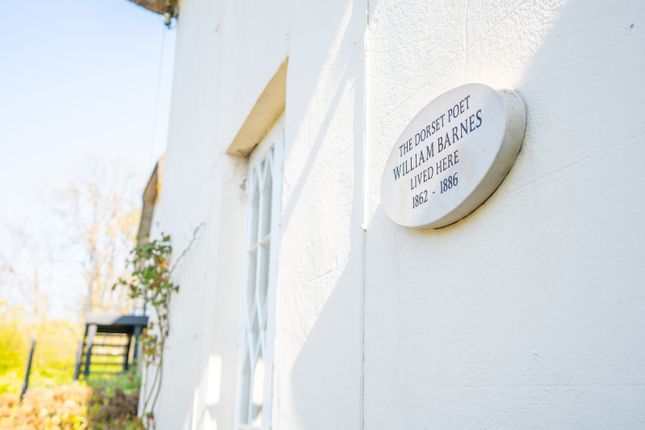 THE DORSET POET
WILLIAM BARNES
LIVED HERE
1862 - 1886